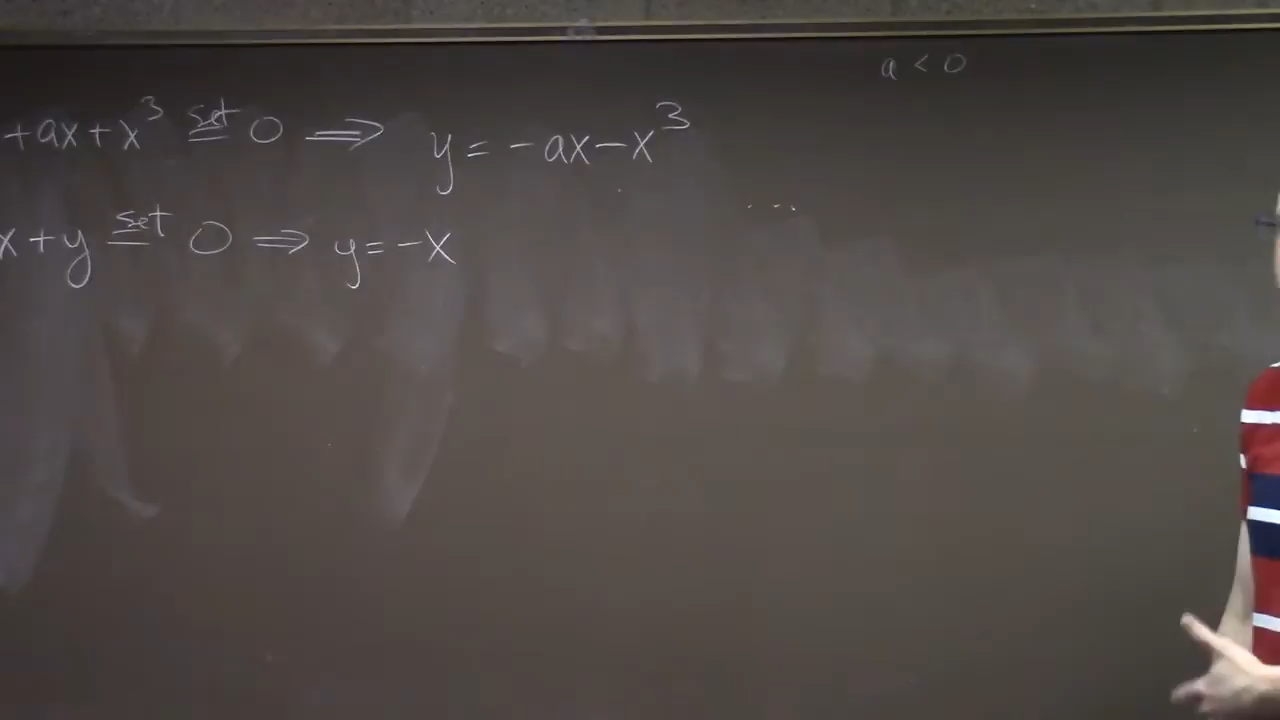 a < 0
+ax+x³ set= 0 ⟹ y = -ax-x³
...
x+y set= 0 ⟹ y=-x